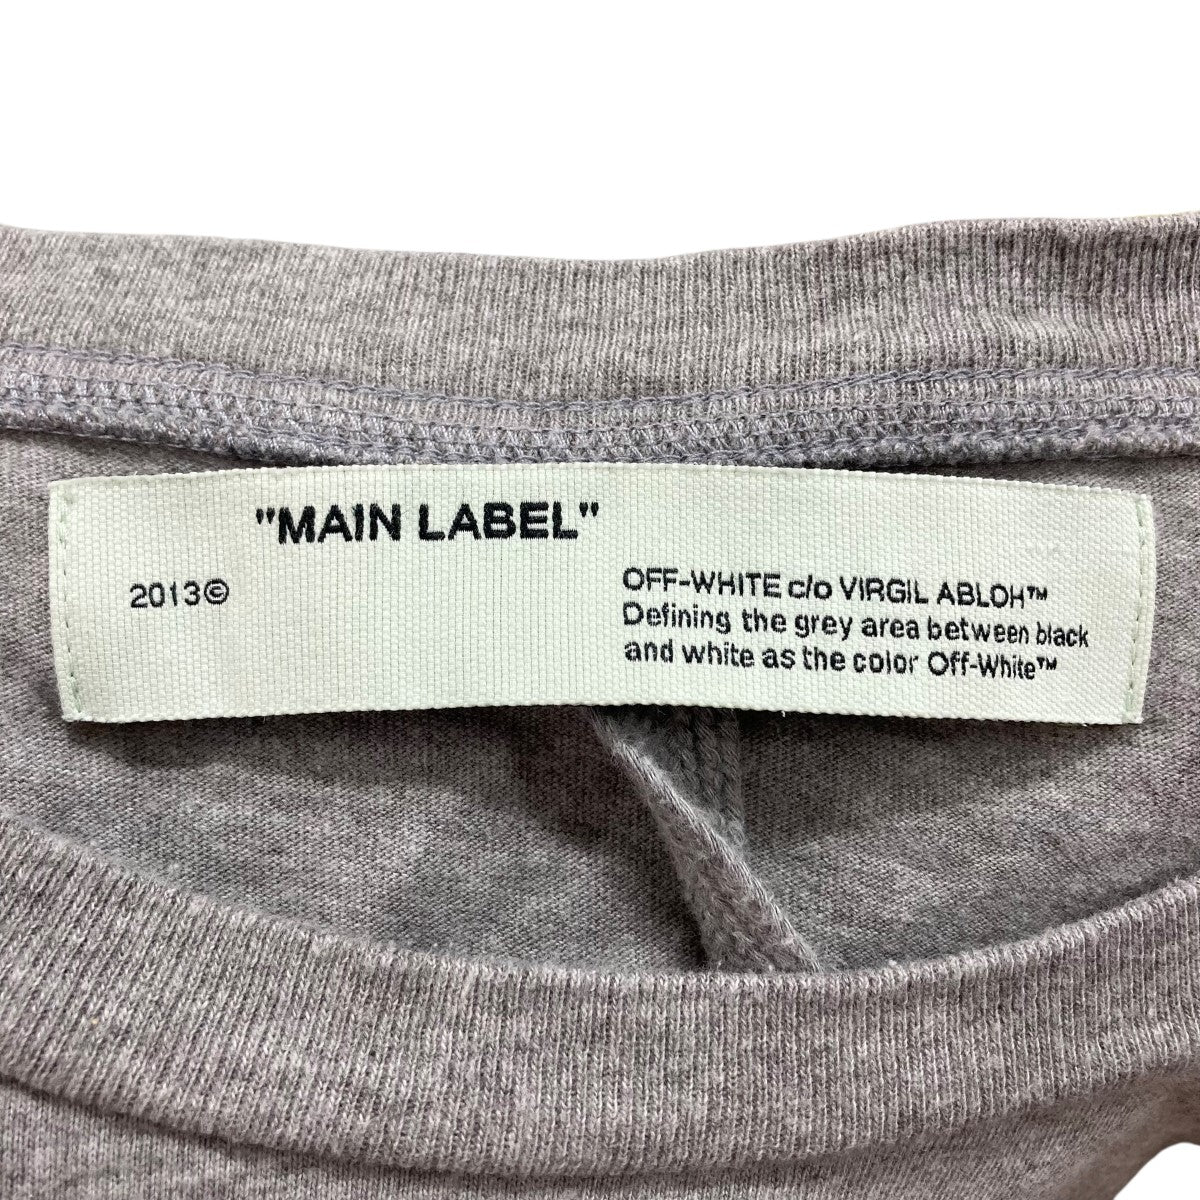 "MAIN LABEL"
2013©
OFF-WHITE c/o VIRGIL ABLOH™
Defining the grey area between black
and white as the color Off-White™